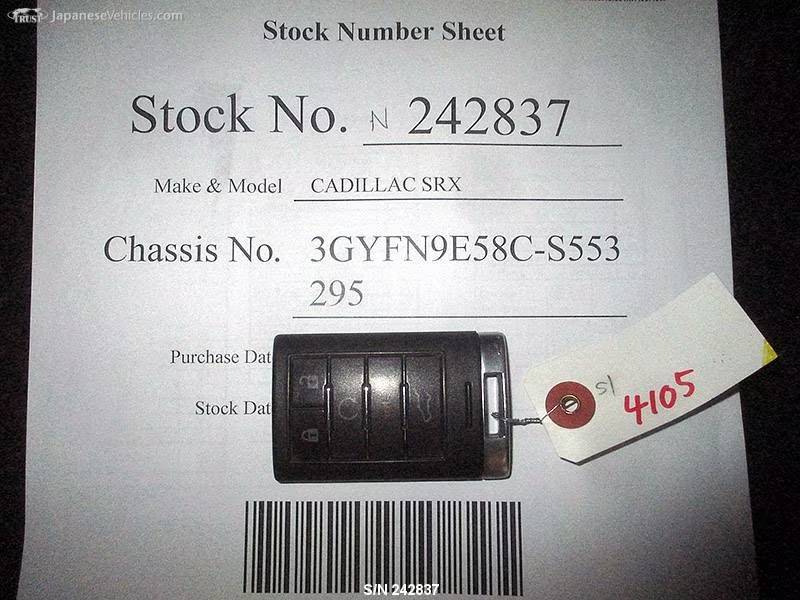 TRUST JapaneseVehicles.com
Stock Number Sheet
Stock No. N 242837
Make & Model CADILLAC SRX
Chassis No. 3GYFN9E58C-S553
295
Purchase Dat
Stock Dat
sl
4105
S/N 242837